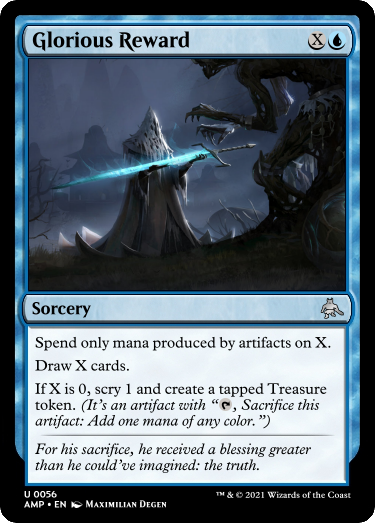 Glorious Reward X
Sorcery
Spend only mana produced by artifacts on X.
Draw X cards.
If X is 0, scry 1 and create a tapped Treasure
token. (It's an artifact with “, Sacrifice this
artifact: Add one mana of any color.”)
For his sacrifice, he received a blessing greater
than he could've imagined: the truth.
U 0056
AMP • EN Maximilian Degen
™ & © 2021 Wizards of the Coast